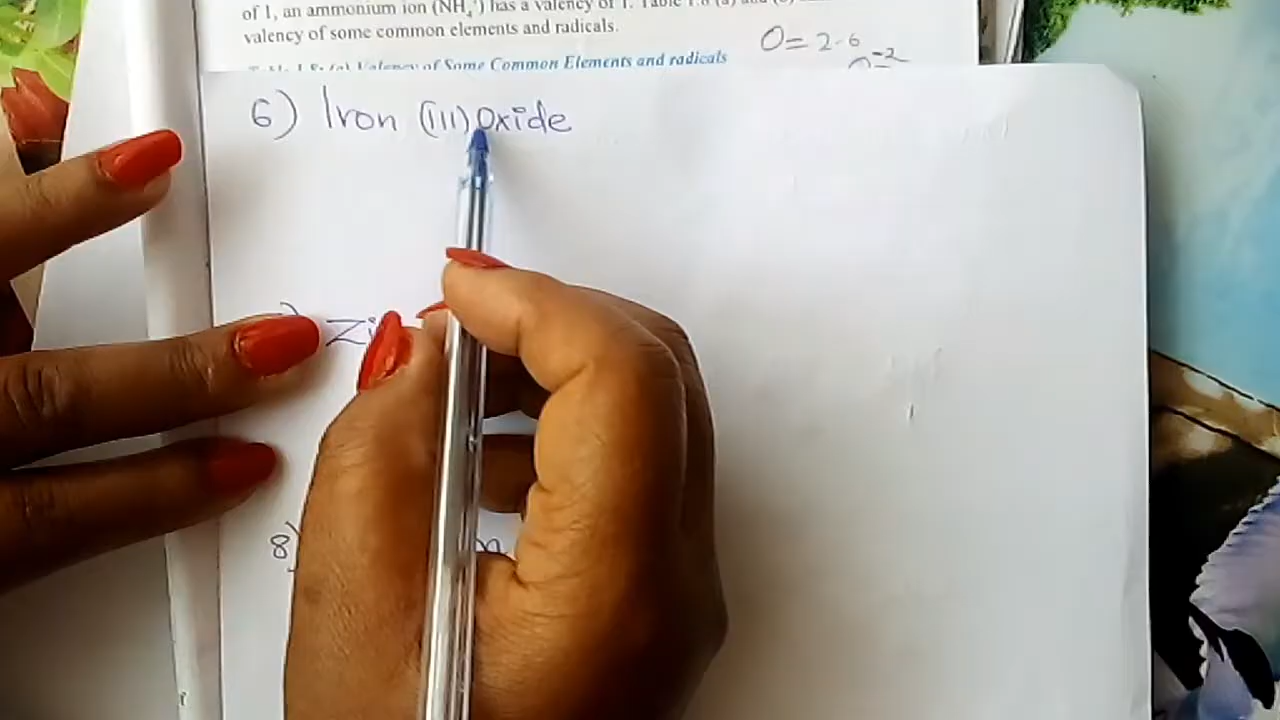 of 1, an ammonium ion (NH₄⁺) has a valency of 1. Table 1.8 (a) and (b)
valency of some common elements and radicals.
O= 2-6
Valency of Some Common Elements and radicals
6) Iron (III) Oxide
8)